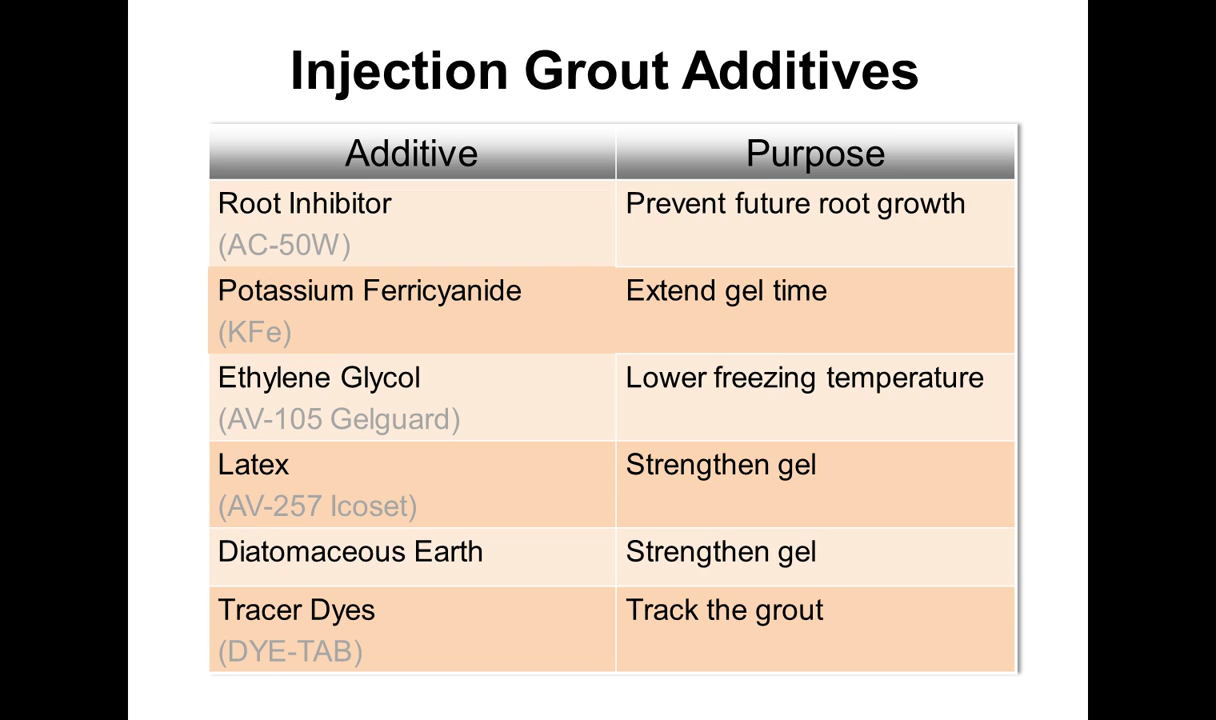 Injection Grout Additives
Additive Purpose
Root Inhibitor Prevent future root growth
(AC-50W)
Potassium Ferricyanide Extend gel time
(KFe)
Ethylene Glycol Lower freezing temperature
(AV-105 Gelguard)
Latex Strengthen gel
(AV-257 Icoset)
Diatomaceous Earth Strengthen gel
Tracer Dyes Track the grout
(DYE-TAB)